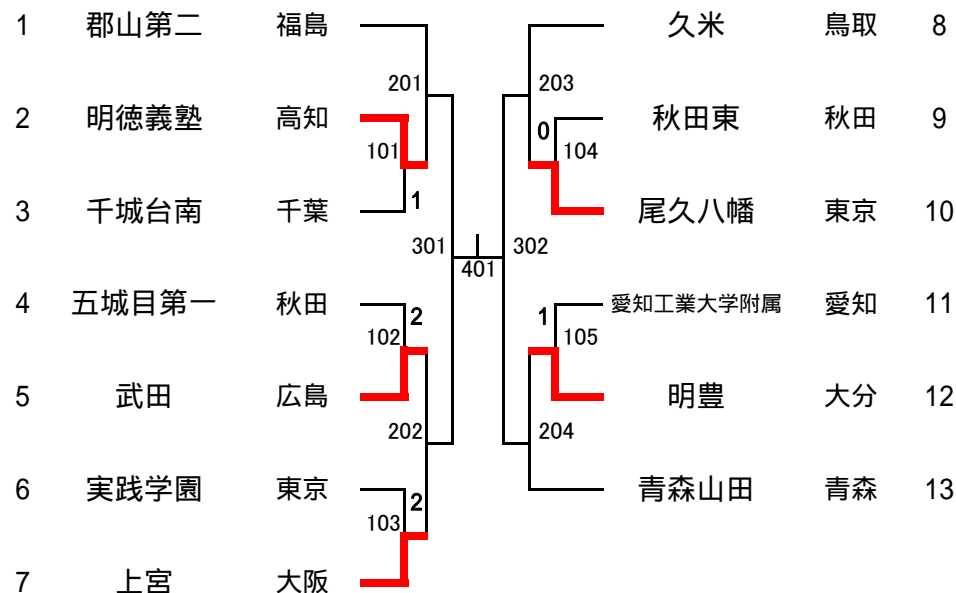 1 郡山第二 福島
久米 鳥取 8
201
203
2 明徳義塾 高知
0
秋田東 秋田 9
101
104
3 千城台南 千葉
1
尾久八幡 東京 10
301
401
302
4 五城目第一 秋田
2
1
愛知工業大学附属 愛知 11
102
105
5 武田 広島
明豊 大分 12
202
204
6 実践学園 東京
2
青森山田 青森 13
103
7 上宮 大阪